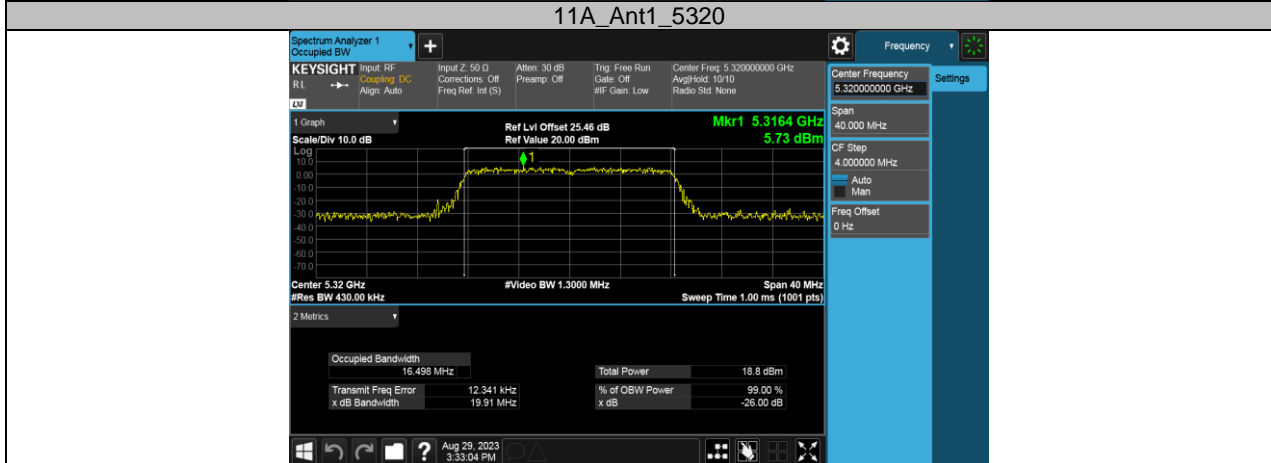 11A_Ant1_5320
Spectrum Analyzer 1
Occupied BW
+
Frequency
KEYSIGHT
RL
LXI
Input: RF
Coupling: DC
Align: Auto
Input Z: 50 Ω
Corrections: Off
Freq Ref: Int (S)
Atten: 30 dB
Preamp: Off
Trig: Free Run
Gate: Off
#IF Gain: Low
Center Freq: 5.320000000 GHz
Avg|Hold: 10/10
Radio Std: None
Center Frequency
5.320000000 GHz
Settings
Span
40.000 MHz
CF Step
4.000000 MHz
Auto
Man
Freq Offset
0 Hz
1 Graph
Scale/Div 10.0 dB
Ref Lvl Offset 25.46 dB
Ref Value 20.00 dBm
Mkr1 5.3164 GHz
5.73 dBm
Log
10.0
0.00
-10.0
-20.0
-30.0
-40.0
-50.0
-60.0
-70.0
1
Center 5.32 GHz
#Res BW 430.00 kHz
#Video BW 1.3000 MHz
Span 40 MHz
Sweep Time 1.00 ms (1001 pts)
2 Metrics
Occupied Bandwidth
16.498 MHz
Transmit Freq Error 12.341 kHz
x dB Bandwidth 19.91 MHz
Total Power 18.8 dBm
% of OBW Power 99.00 %
x dB -26.00 dB
?
Aug 29, 2023
3:33:04 PM